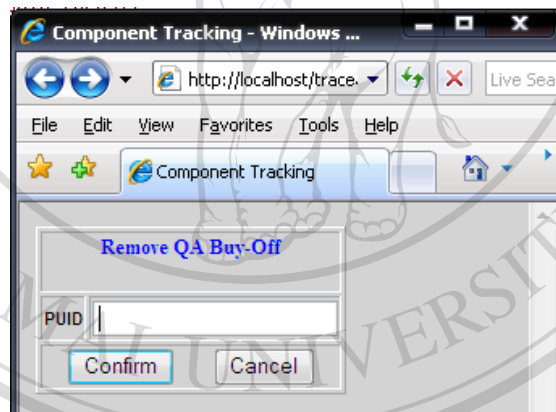 Component Tracking - Windows ...
http://localhost/trace.
Live Sea
File Edit View Favorites Tools Help
Component Tracking
Remove QA Buy-Off
PUID
Confirm Cancel